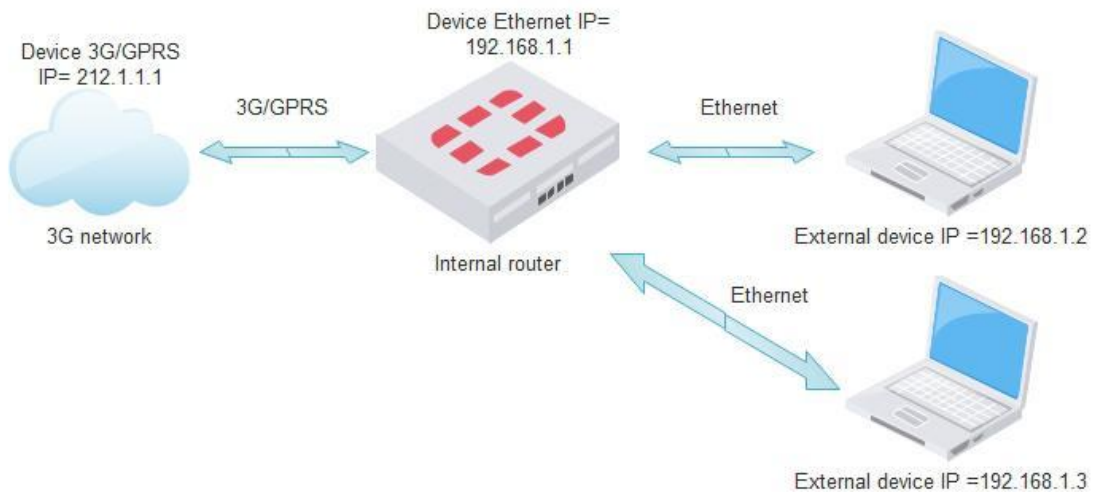 Device Ethernet IP=
192.168.1.1
Device 3G/GPRS
IP= 212.1.1.1
3G/GPRS
Ethernet
3G network
Internal router
External device IP =192.168.1.2
Ethernet
External device IP =192.168.1.3